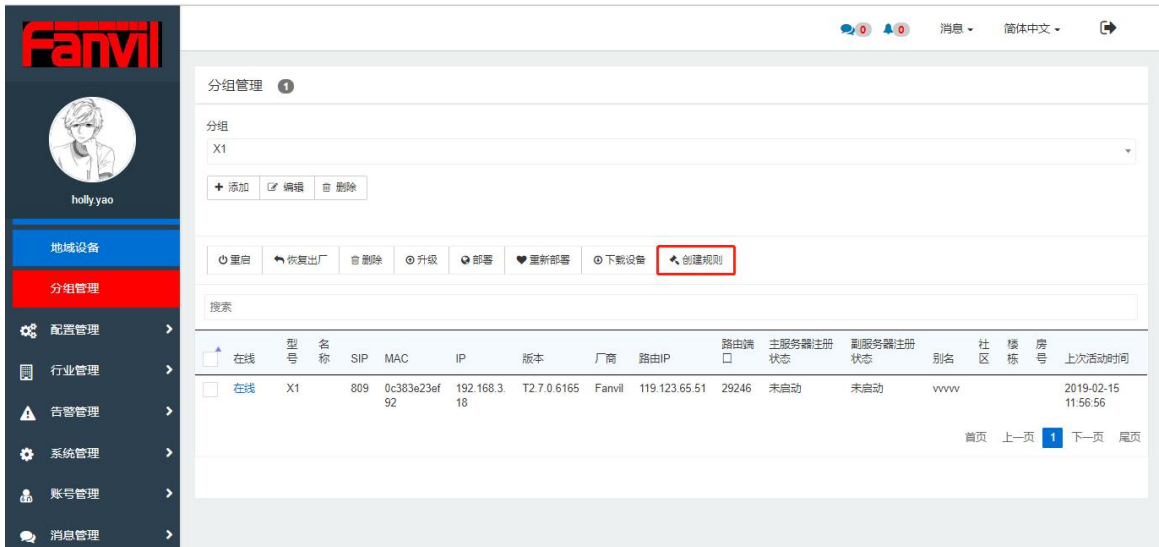 Fanvil
0 0 消息 简体中文
holly.yao
地域设备
分组管理
配置管理
行业管理
告警管理
系统管理
账号管理
消息管理
分组管理 1
分组
X1
添加 编辑 删除
重启 恢复出厂 删除 升级 部署 重新部署 下载设备 创建规则
搜索
在线 型号 名称 SIP MAC IP 版本 厂商 路由IP 路由端口 主服务器注册状态 副服务器注册状态 别名 社区 楼栋 房号 上次活动时间
在线 X1 809 0c383e23ef92 192.168.3.18 T2.7.0.6165 Fanvil 119.123.65.51 29246 未启动 未启动 vvvvv 2019-02-15 11:56:56
首页 上一页 1 下一页 尾页